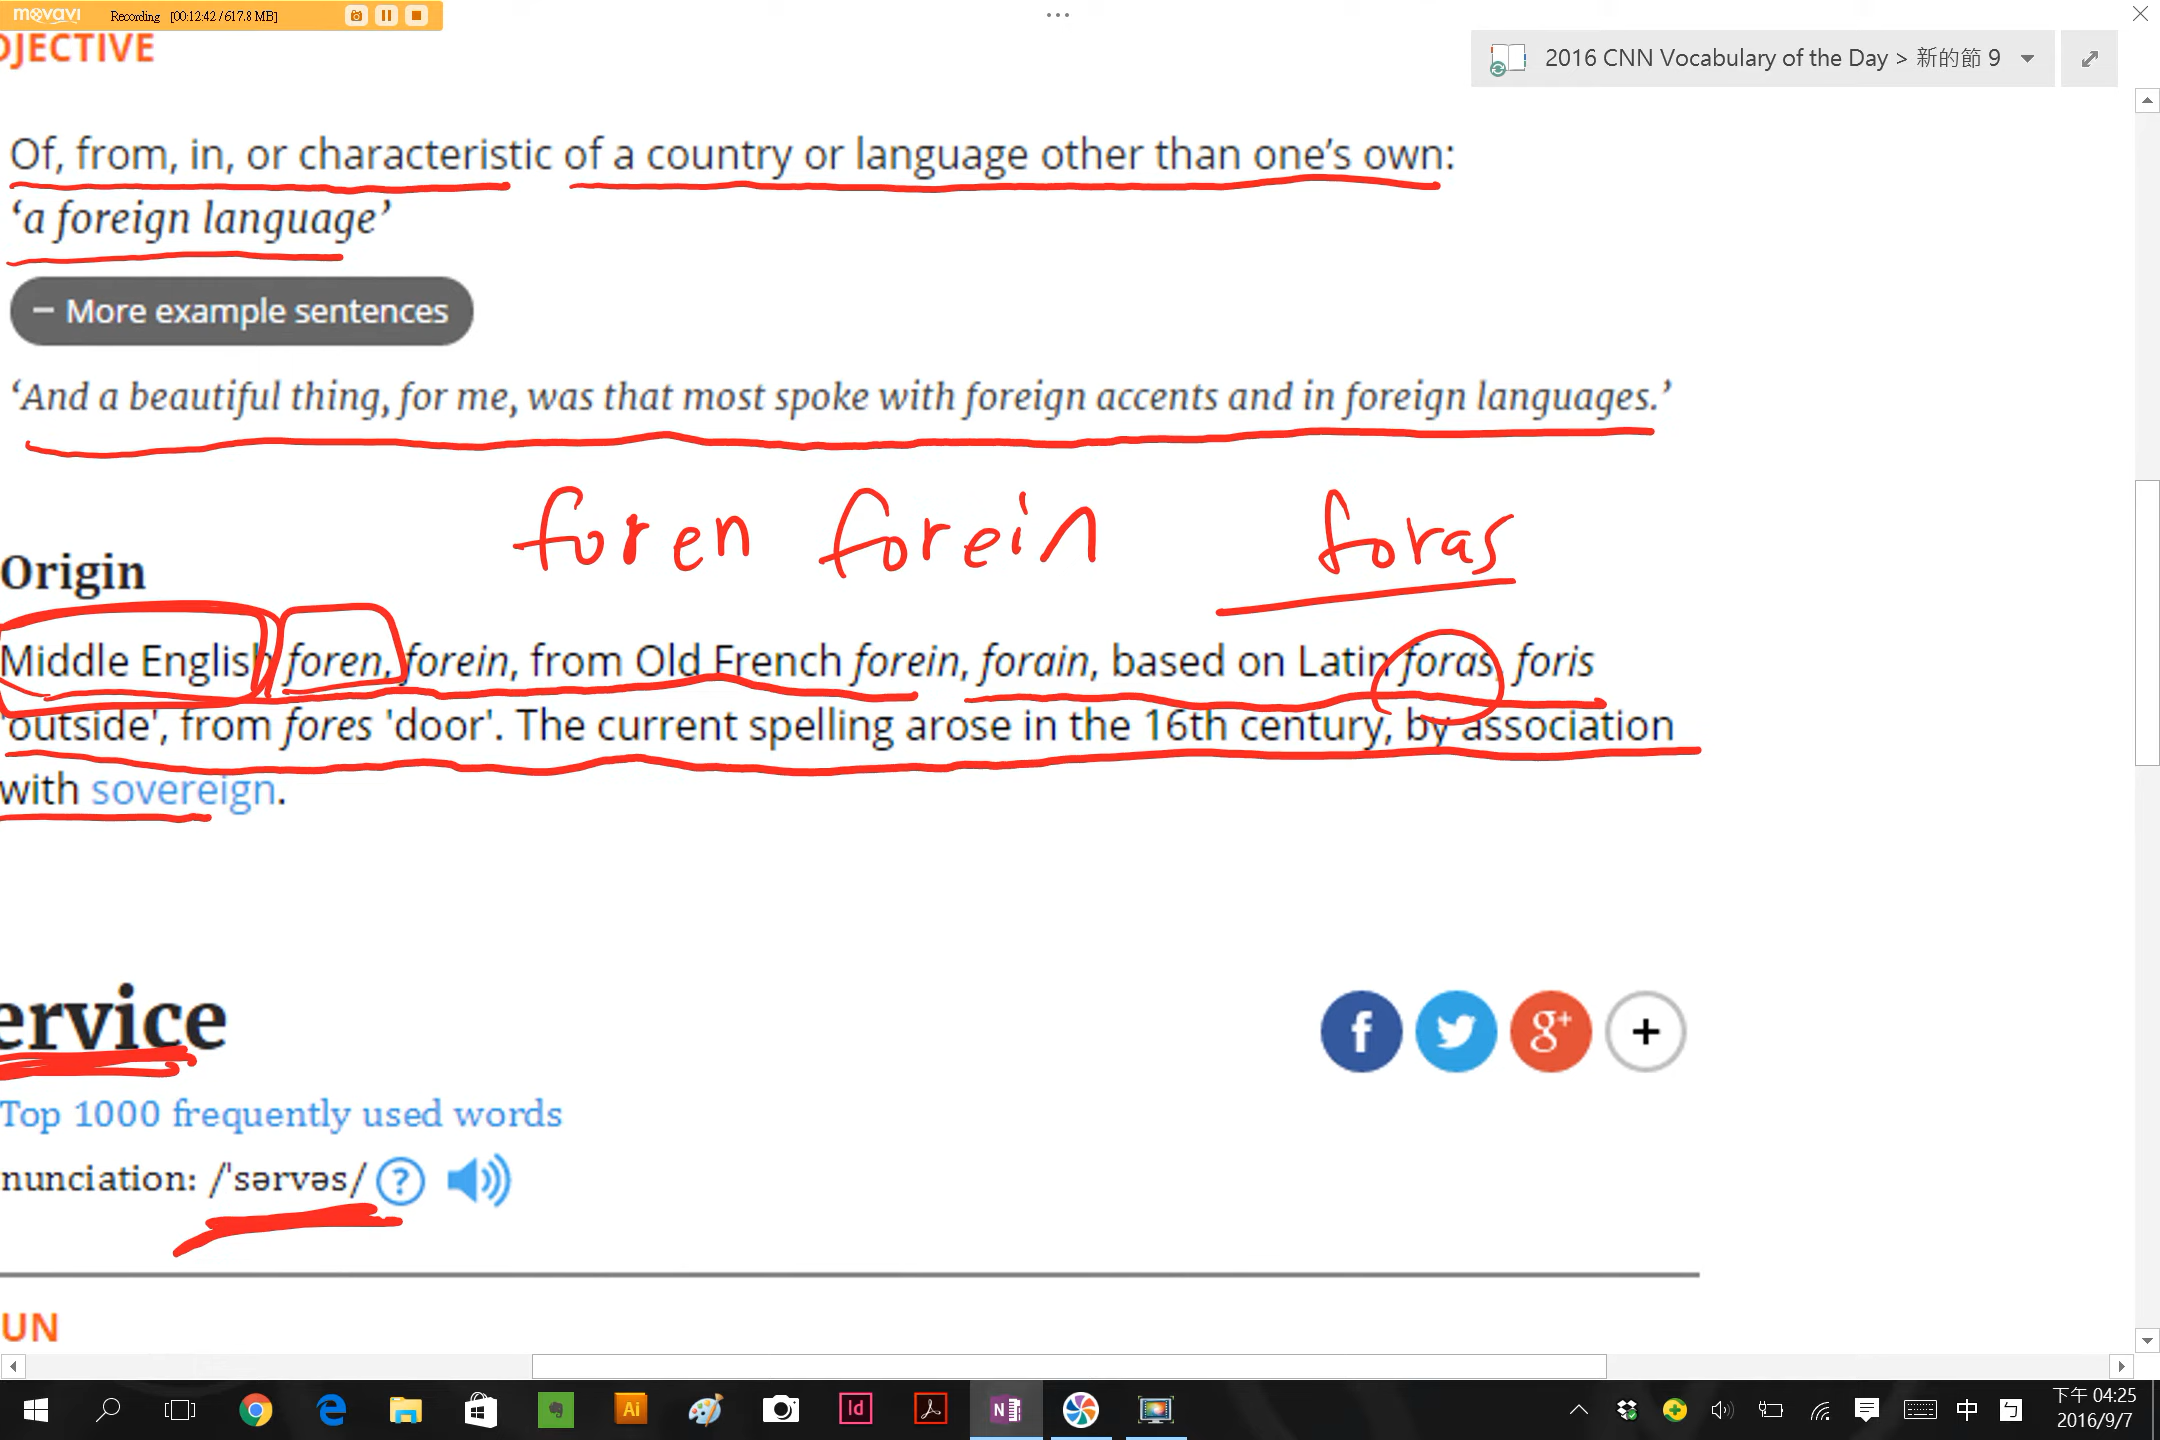 movavi Recording [00:12:42 / 617.8 MB]
DJECTIVE
2016 CNN Vocabulary of the Day > 新的節 9
Of, from, in, or characteristic of a country or language other than one’s own:
‘a foreign language’
– More example sentences
‘And a beautiful thing, for me, was that most spoke with foreign accents and in foreign languages.’
foren forein foras
Origin
Middle English foren, forein, from Old French forein, forain, based on Latin foras, foris
'outside', from fores 'door'. The current spelling arose in the 16th century, by association
with sovereign.
ervice
f g+ +
Top 1000 frequently used words
nunciation: /ˈsərvəs/ ?
UN
Ai Id N 中 ㄅ 下午 04:25
2016/9/7